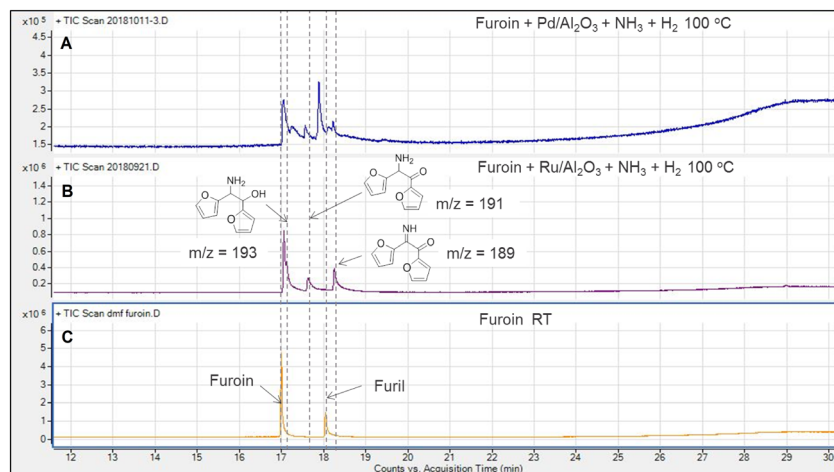 x10 5 + TIC Scan 20181011-3.D
Furoin + Pd/Al2O3 + NH3 + H2 100 °C
A
4.5
3.5
2.5
1.5
x10 6 + TIC Scan 20180921.D
Furoin + Ru/Al2O3 + NH3 + H2 100 °C
B
1.4
1.2
1.0
0.8
0.6
0.4
0.2
NH2
OH
O
O
m/z = 193
NH2
O
O
O
m/z = 191
NH
O
O
O
m/z = 189
x10 6 + TIC Scan dmf furoin.D
Furoin RT
C
6
5
4
3
2
1
0
Furoin
Furil
12 13 14 15 16 17 18 19 20 21 22 23 24 25 26 27 28 29 30
Counts vs. Acquisition Time (min)